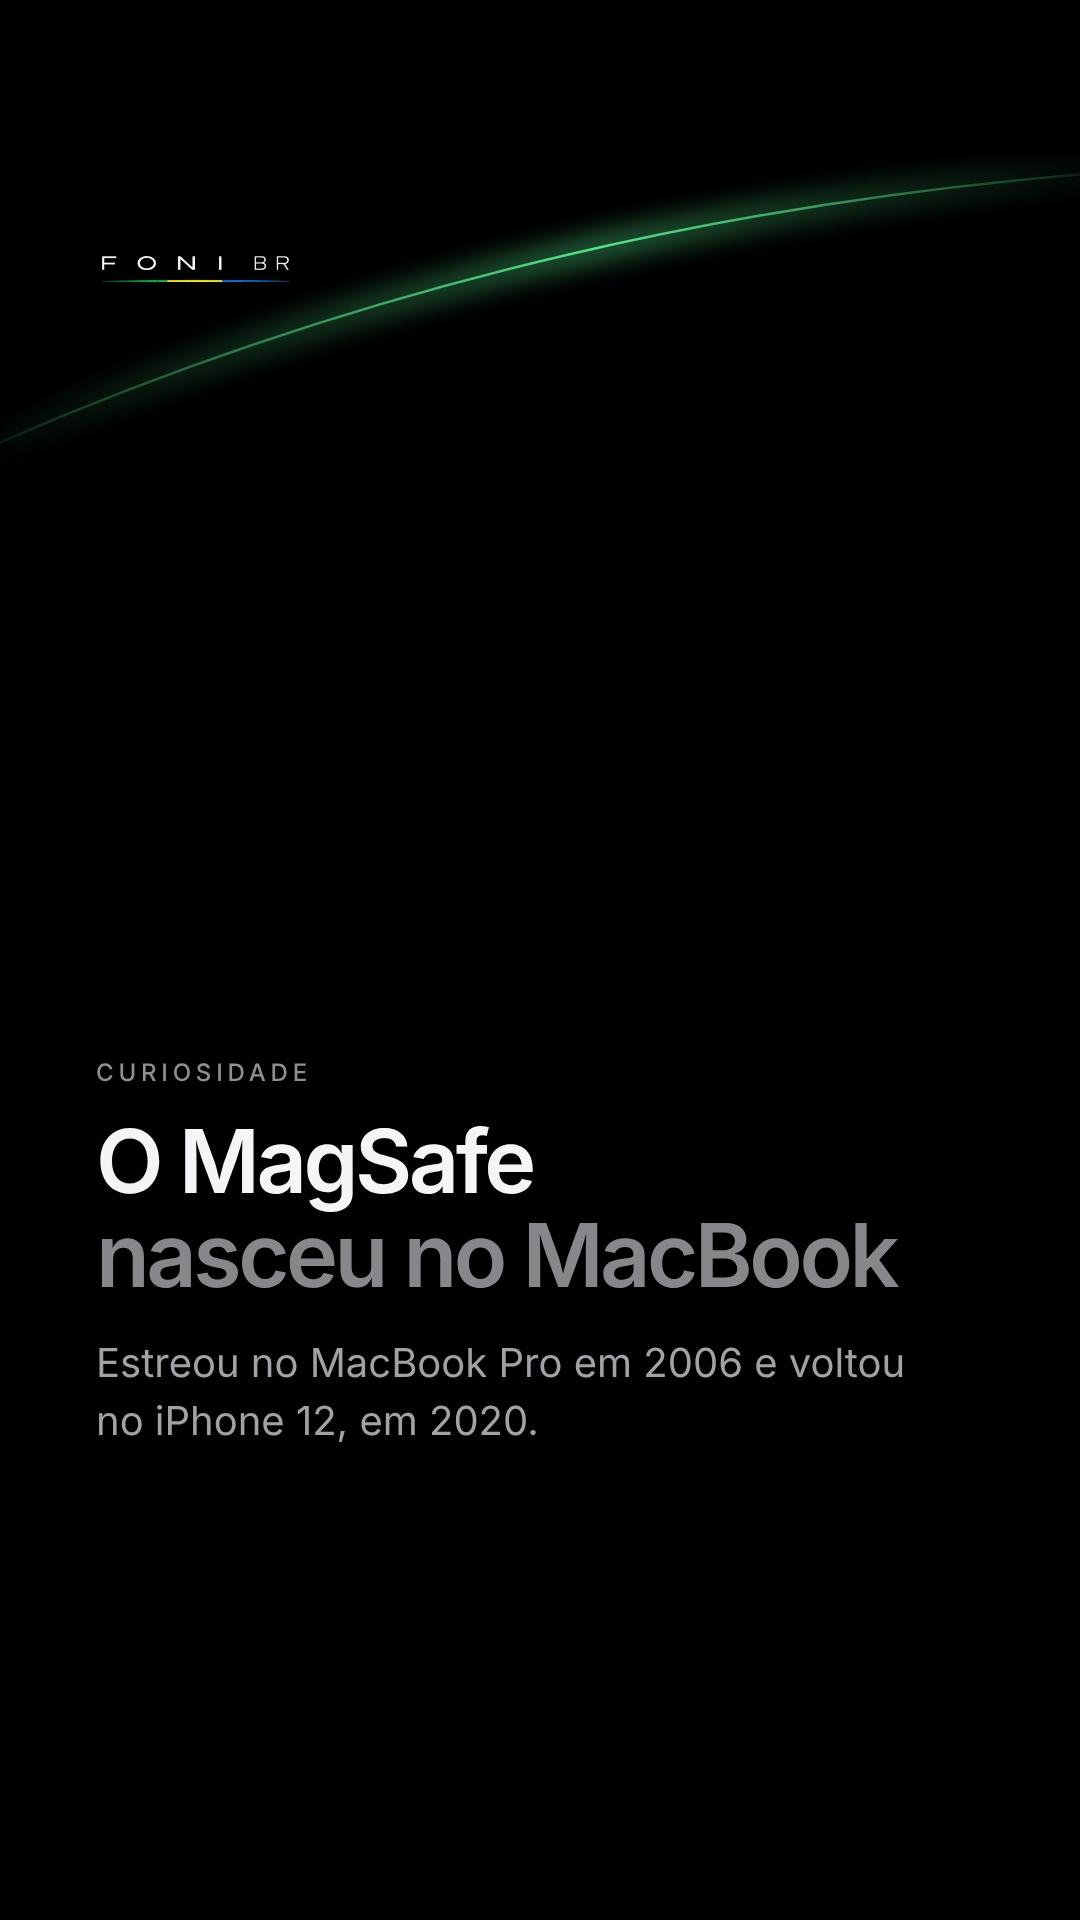 FONI BR
CURIOSIDADE
O MagSafe
nasceu no MacBook
Estreou no MacBook Pro em 2006 e voltou
no iPhone 12, em 2020.